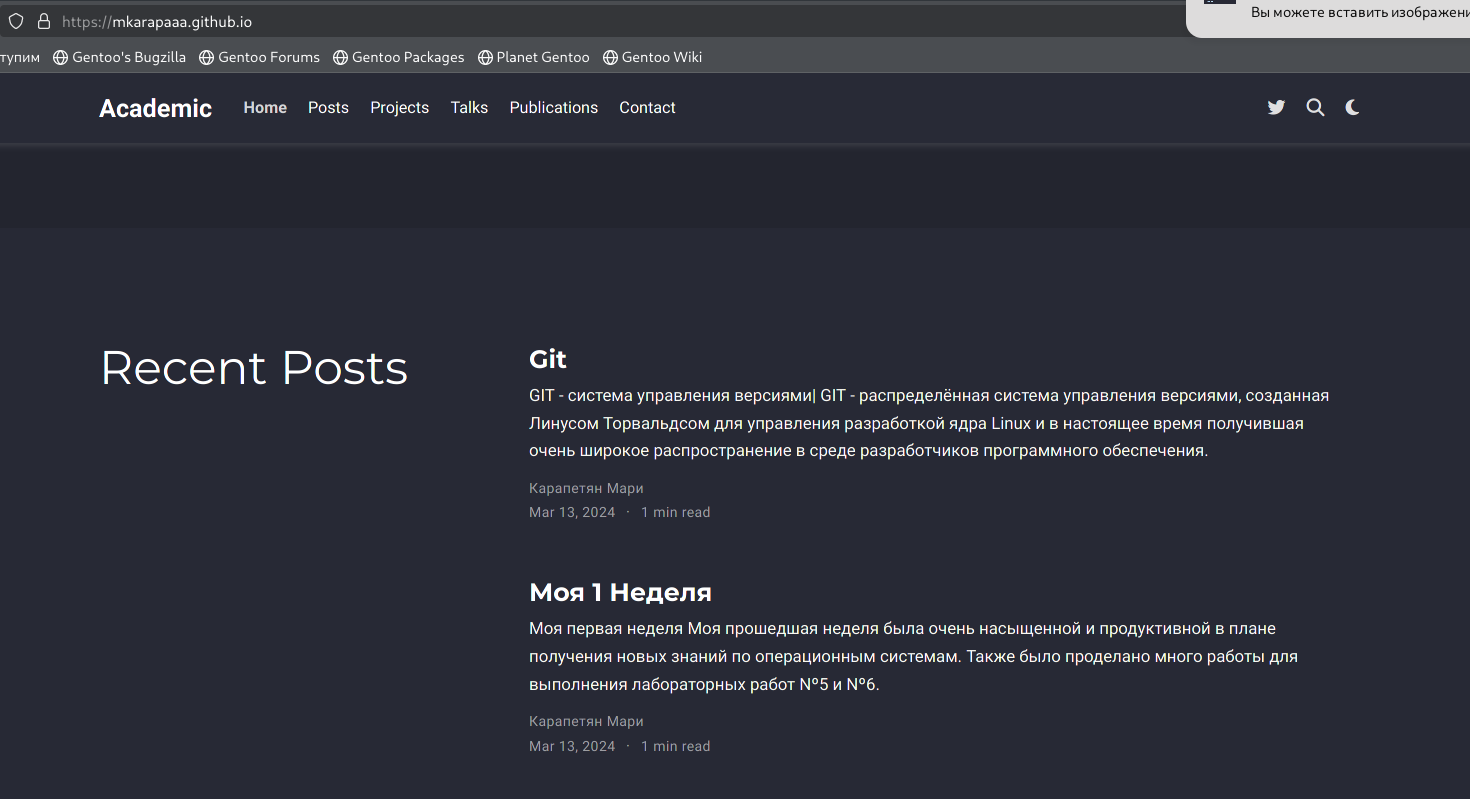 https://mkarapaaa.github.io
Вы можете вставить изображени
тупим Gentoo's Bugzilla Gentoo Forums Gentoo Packages Planet Gentoo Gentoo Wiki
Academic Home Posts Projects Talks Publications Contact
Recent Posts
Git
GIT - система управления версиями| GIT - распределённая система управления версиями, созданная
Линусом Торвальдсом для управления разработкой ядра Linux и в настоящее время получившая
очень широкое распространение в среде разработчиков программного обеспечения.
Карапетян Мари
Mar 13, 2024 · 1 min read
Моя 1 Неделя
Моя первая неделя Моя прошедшая неделя была очень насыщенной и продуктивной в плане
получения новых знаний по операционным системам. Также было проделано много работы для
выполнения лабораторных работ №5 и №6.
Карапетян Мари
Mar 13, 2024 · 1 min read